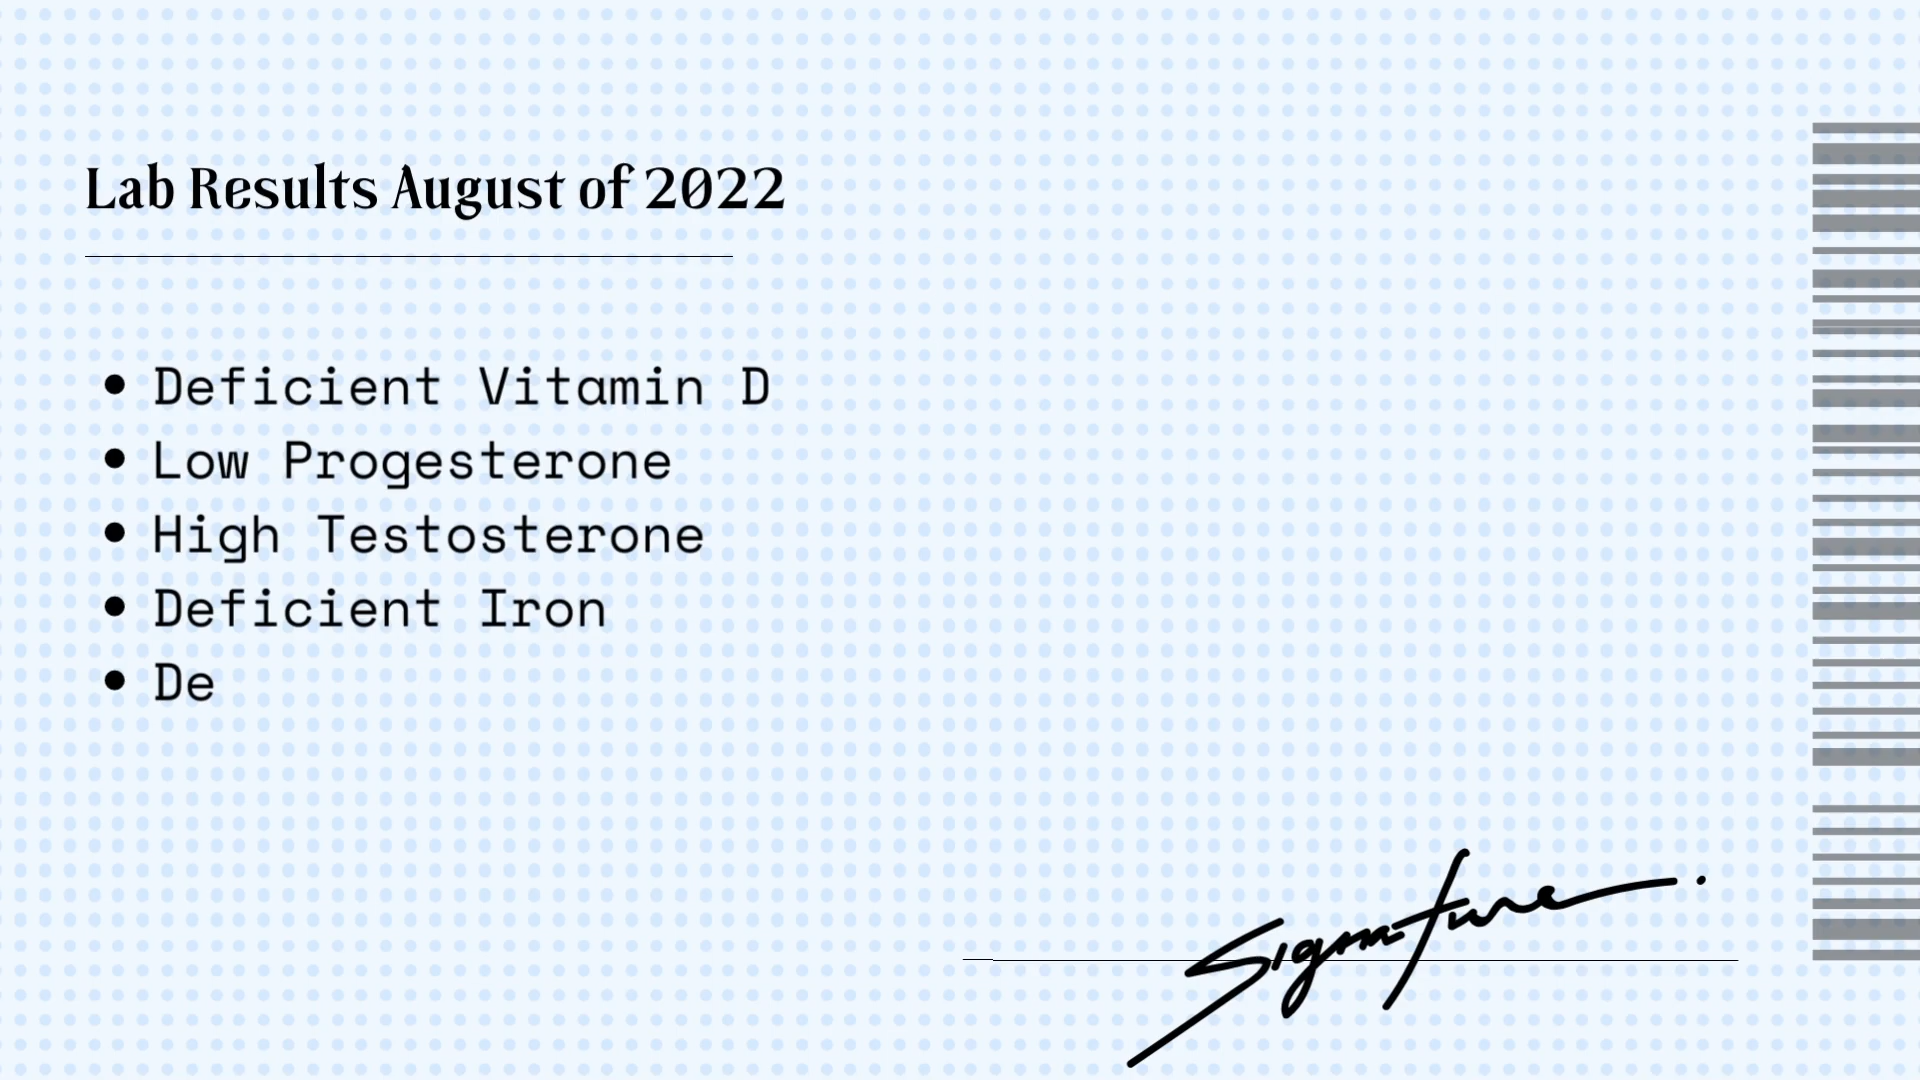 Lab Results August of 2022
• Deficient Vitamin D
• Low Progesterone
• High Testosterone
• Deficient Iron
• De
Signature